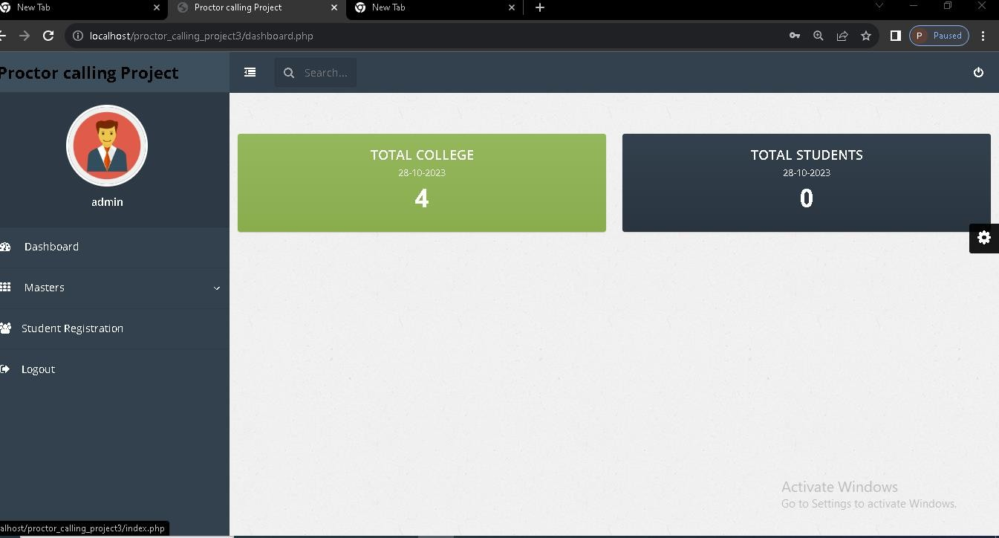 New Tab
Proctor calling Project
New Tab
localhost/proctor_calling_project3/dashboard.php
P Paused
Proctor calling Project
Search...
admin
Dashboard
Masters
Student Registration
Logout
TOTAL COLLEGE
28-10-2023
4
TOTAL STUDENTS
28-10-2023
0
Activate Windows
Go to Settings to activate Windows.
alhost/proctor_calling_project3/index.php